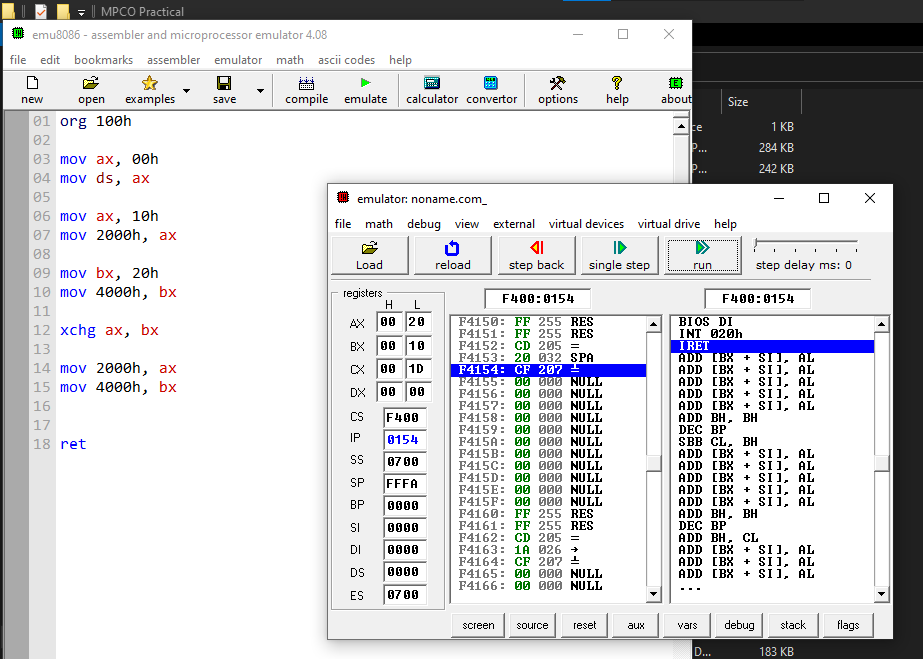 MPCO Practical
emu8086 - assembler and microprocessor emulator 4.08
file edit bookmarks assembler emulator math ascii codes help
new open examples save compile emulate calculator convertor options help about
01 org 100h
02
03 mov ax, 00h
04 mov ds, ax
05
06 mov ax, 10h
07 mov 2000h, ax
08
09 mov bx, 20h
10 mov 4000h, bx
11
12 xchg ax, bx
13
14 mov 2000h, ax
15 mov 4000h, bx
16
17
18 ret
Size
ce 1 KB
P... 284 KB
P... 242 KB
emulator: noname.com_
file math debug view external virtual devices virtual drive help
Load reload step back single step run step delay ms: 0
registers
H L
AX 00 20
BX 00 10
CX 00 1D
DX 00 00
CS F400
IP 0154
SS 0700
SP FFFA
BP 0000
SI 0000
DI 0000
DS 0000
ES 0700
F400:0154
F4150: FF 255 RES
F4151: FF 255 RES
F4152: CD 205 =
F4153: 20 032 SPA
F4154: CF 207 ╧
F4155: 00 000 NULL
F4156: 00 000 NULL
F4157: 00 000 NULL
F4158: 00 000 NULL
F4159: 00 000 NULL
F415A: 00 000 NULL
F415B: 00 000 NULL
F415C: 00 000 NULL
F415D: 00 000 NULL
F415E: 00 000 NULL
F415F: 00 000 NULL
F4160: FF 255 RES
F4161: FF 255 RES
F4162: CD 205 =
F4163: 1A 026 →
F4164: CF 207 ╧
F4165: 00 000 NULL
F4166: 00 000 NULL
F400:0154
BIOS DI
INT 020h
IRET
ADD [BX + SI], AL
ADD [BX + SI], AL
ADD [BX + SI], AL
ADD [BX + SI], AL
ADD [BX + SI], AL
ADD BH, BH
DEC BP
SBB CL, BH
ADD [BX + SI], AL
ADD [BX + SI], AL
ADD [BX + SI], AL
ADD [BX + SI], AL
ADD [BX + SI], AL
ADD BH, BH
DEC BP
ADD BH, CL
ADD [BX + SI], AL
ADD [BX + SI], AL
ADD [BX + SI], AL
...
screen source reset aux vars debug stack flags
D... 183 KB